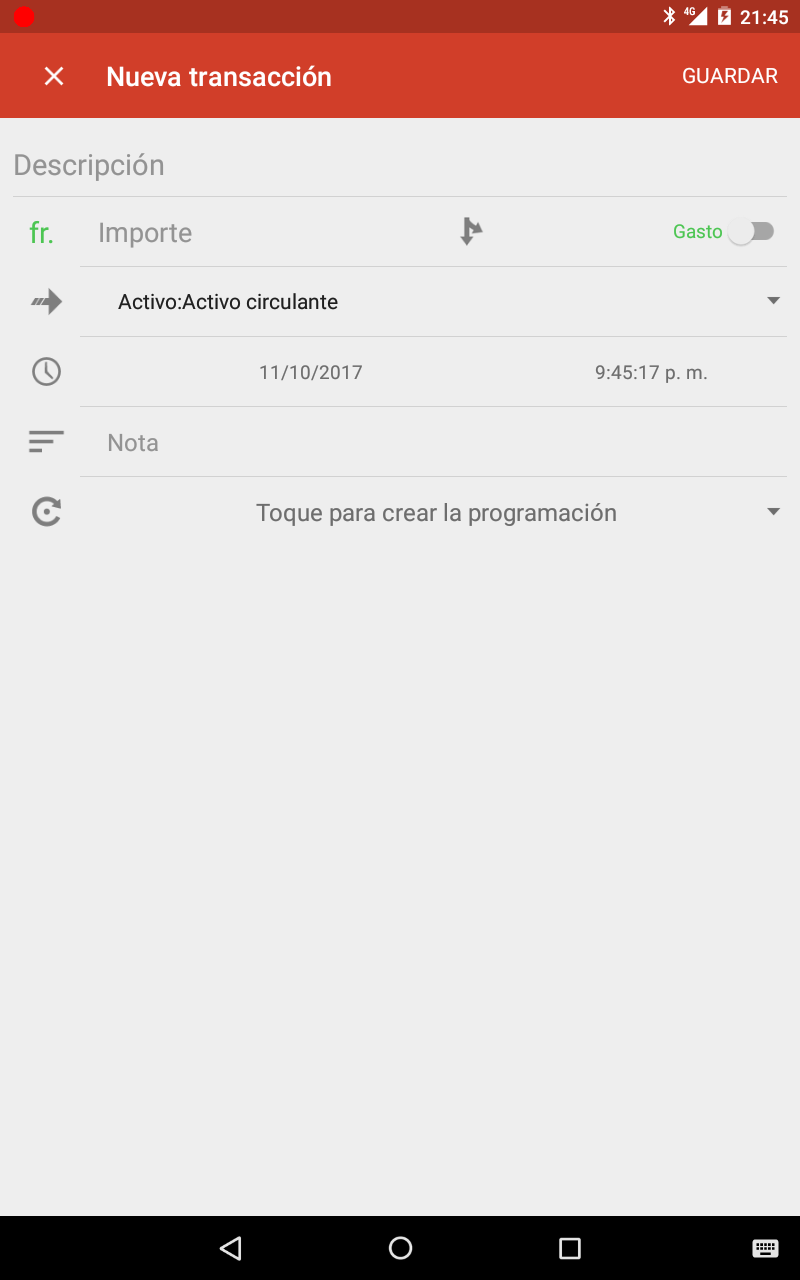 4G 21:45
Nueva transacción GUARDAR
Descripción
fr. Importe Gasto
Activo:Activo circulante
11/10/2017 9:45:17 p. m.
Nota
Toque para crear la programación